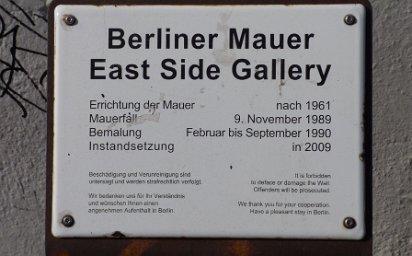 Berliner Mauer
East Side Gallery
Errichtung der Mauer nach 1961
Mauerfall 9. November 1989
Bemalung Februar bis September 1990
Instandsetzung in 2009
Beschädigung und Verunreinigung sind
untersagt und werden strafrechtlich verfolgt.
Wir bedanken uns für Ihr Verständnis
und wünschen Ihnen einen
angenehmen Aufenthalt in Berlin.
It is forbidden
to deface or damage the Wall.
Offenders will be prosecuted.
We thank you for your cooperation.
Have a pleasant stay in Berlin.